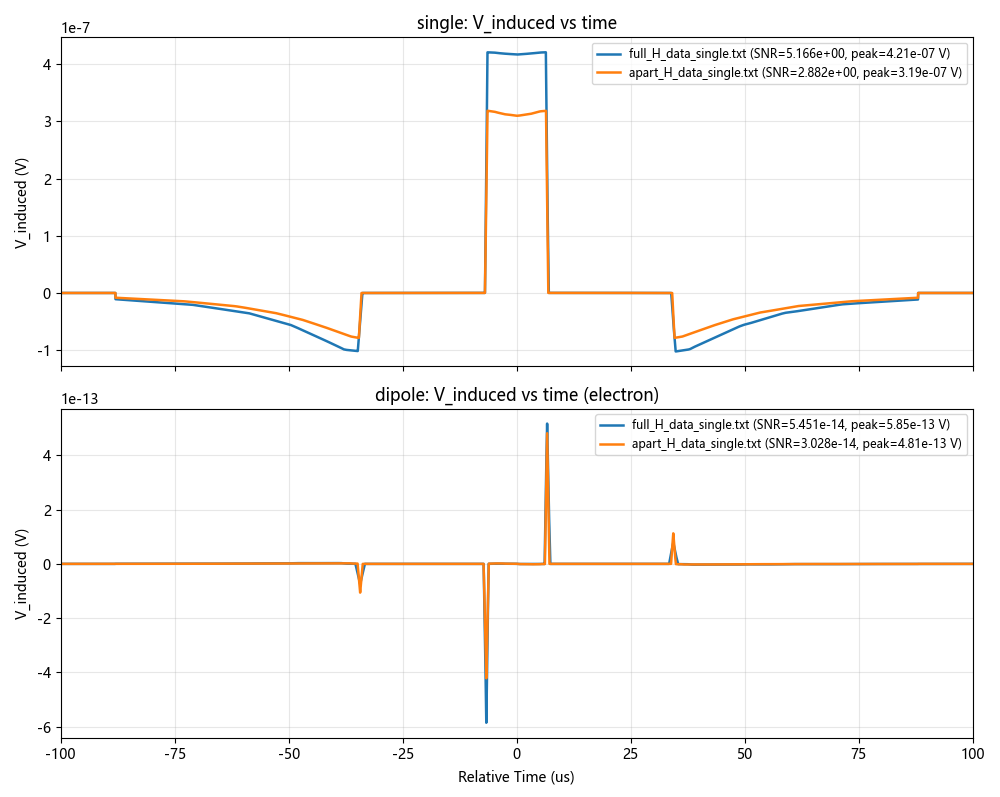 single: V_induced vs time
1e-7
full_H_data_single.txt (SNR=5.166e+00, peak=4.21e-07 V)
apart_H_data_single.txt (SNR=2.882e+00, peak=3.19e-07 V)
4
3
2
1
0
-1
V_induced (V)
dipole: V_induced vs time (electron)
1e-13
full_H_data_single.txt (SNR=5.451e-14, peak=5.85e-13 V)
apart_H_data_single.txt (SNR=3.028e-14, peak=4.81e-13 V)
4
2
0
-2
-4
-6
V_induced (V)
-100 -75 -50 -25 0 25 50 75 100
Relative Time (us)